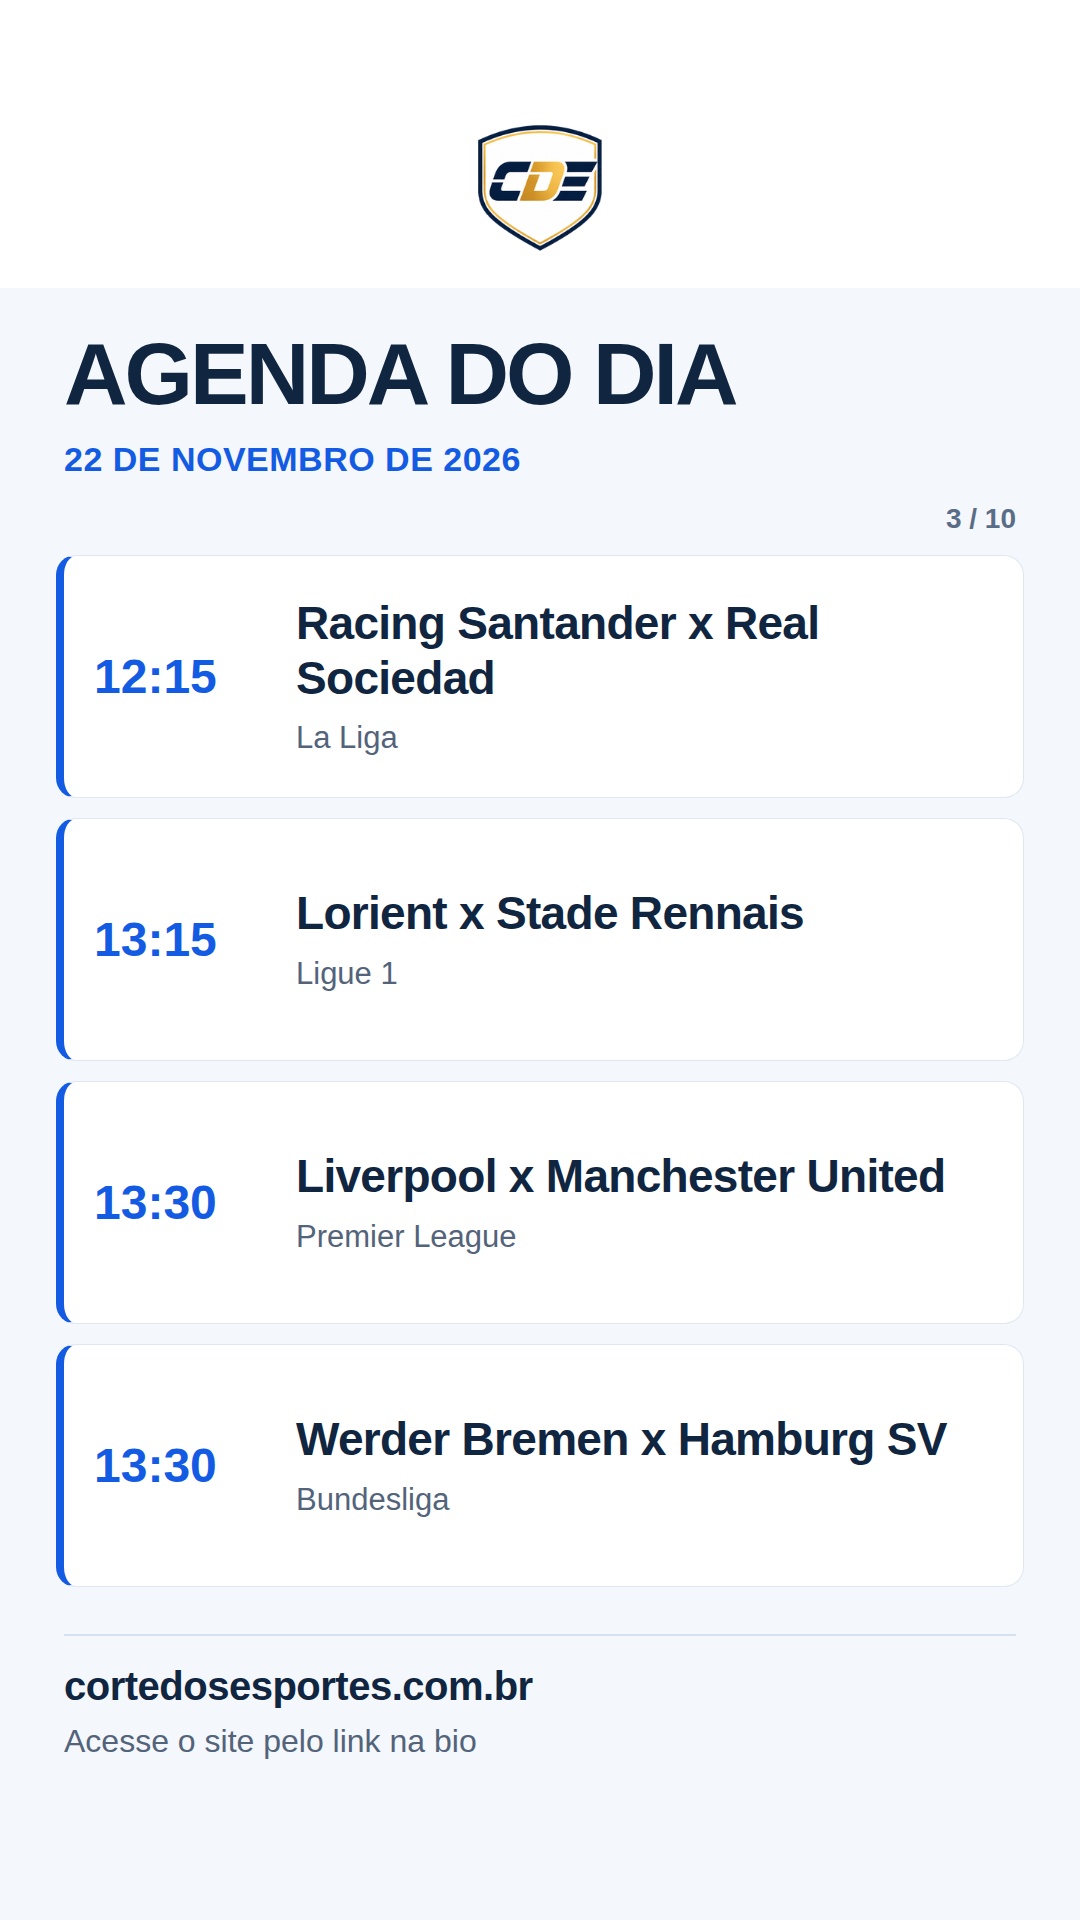 CDE
AGENDA DO DIA
22 DE NOVEMBRO DE 2026
3 / 10
12:15
Racing Santander x Real
Sociedad
La Liga
13:15
Lorient x Stade Rennais
Ligue 1
13:30
Liverpool x Manchester United
Premier League
13:30
Werder Bremen x Hamburg SV
Bundesliga
cortedosesportes.com.br
Acesse o site pelo link na bio